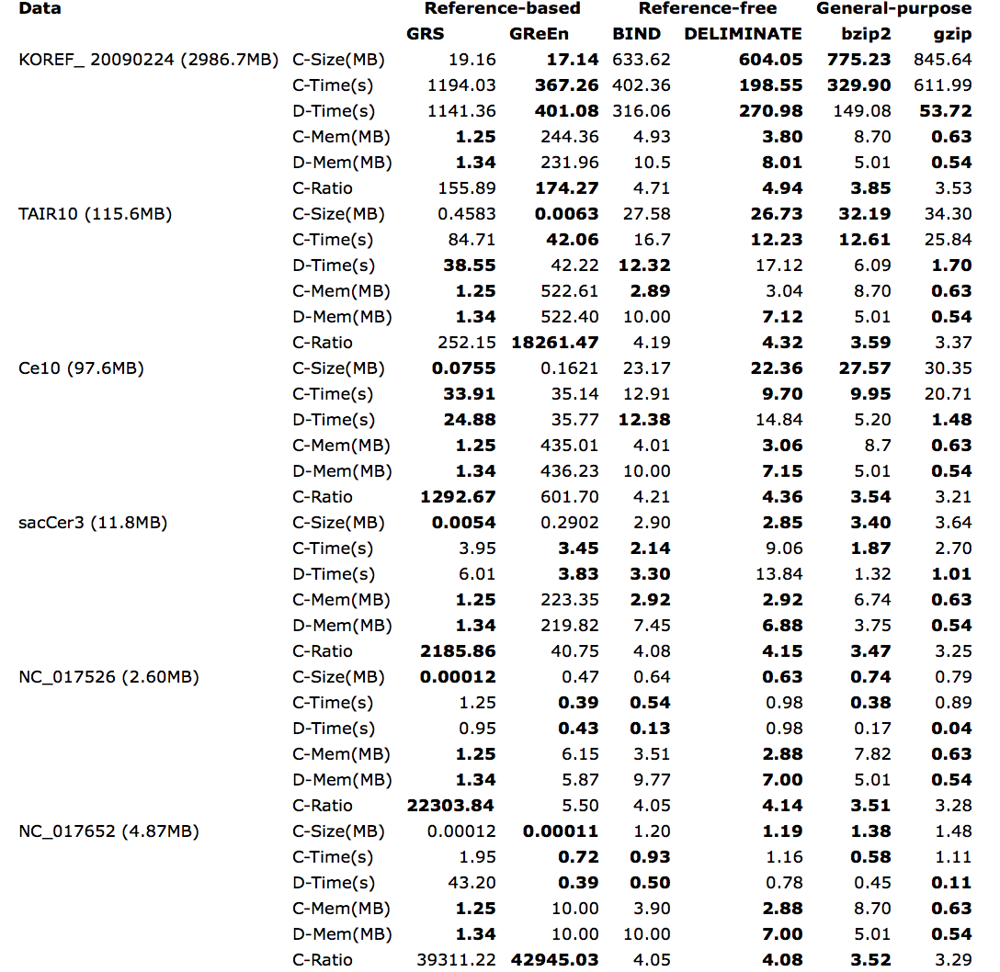 Data Reference-based Reference-free General-purpose
GRS GReEn BIND DELIMINATE bzip2 gzip
KOREF_ 20090224 (2986.7MB) C-Size(MB) 19.16 17.14 633.62 604.05 775.23 845.64
C-Time(s) 1194.03 367.26 402.36 198.55 329.90 611.99
D-Time(s) 1141.36 401.08 316.06 270.98 149.08 53.72
C-Mem(MB) 1.25 244.36 4.93 3.80 8.70 0.63
D-Mem(MB) 1.34 231.96 10.5 8.01 5.01 0.54
C-Ratio 155.89 174.27 4.71 4.94 3.85 3.53
TAIR10 (115.6MB) C-Size(MB) 0.4583 0.0063 27.58 26.73 32.19 34.30
C-Time(s) 84.71 42.06 16.7 12.23 12.61 25.84
D-Time(s) 38.55 42.22 12.32 17.12 6.09 1.70
C-Mem(MB) 1.25 522.61 2.89 3.04 8.70 0.63
D-Mem(MB) 1.34 522.40 10.00 7.12 5.01 0.54
C-Ratio 252.15 18261.47 4.19 4.32 3.59 3.37
Ce10 (97.6MB) C-Size(MB) 0.0755 0.1621 23.17 22.36 27.57 30.35
C-Time(s) 33.91 35.14 12.91 9.70 9.95 20.71
D-Time(s) 24.88 35.77 12.38 14.84 5.20 1.48
C-Mem(MB) 1.25 435.01 4.01 3.06 8.7 0.63
D-Mem(MB) 1.34 436.23 10.00 7.15 5.01 0.54
C-Ratio 1292.67 601.70 4.21 4.36 3.54 3.21
sacCer3 (11.8MB) C-Size(MB) 0.0054 0.2902 2.90 2.85 3.40 3.64
C-Time(s) 3.95 3.45 2.14 9.06 1.87 2.70
D-Time(s) 6.01 3.83 3.30 13.84 1.32 1.01
C-Mem(MB) 1.25 223.35 2.92 2.92 6.74 0.63
D-Mem(MB) 1.34 219.82 7.45 6.88 3.75 0.54
C-Ratio 2185.86 40.75 4.08 4.15 3.47 3.25
NC_017526 (2.60MB) C-Size(MB) 0.00012 0.47 0.64 0.63 0.74 0.79
C-Time(s) 1.25 0.39 0.54 0.98 0.38 0.89
D-Time(s) 0.95 0.43 0.13 0.98 0.17 0.04
C-Mem(MB) 1.25 6.15 3.51 2.88 7.82 0.63
D-Mem(MB) 1.34 5.87 9.77 7.00 5.01 0.54
C-Ratio 22303.84 5.50 4.05 4.14 3.51 3.28
NC_017652 (4.87MB) C-Size(MB) 0.00012 0.00011 1.20 1.19 1.38 1.48
C-Time(s) 1.95 0.72 0.93 1.16 0.58 1.11
D-Time(s) 43.20 0.39 0.50 0.78 0.45 0.11
C-Mem(MB) 1.25 10.00 3.90 2.88 8.70 0.63
D-Mem(MB) 1.34 10.00 10.00 7.00 5.01 0.54
C-Ratio 39311.22 42945.03 4.05 4.08 3.52 3.29